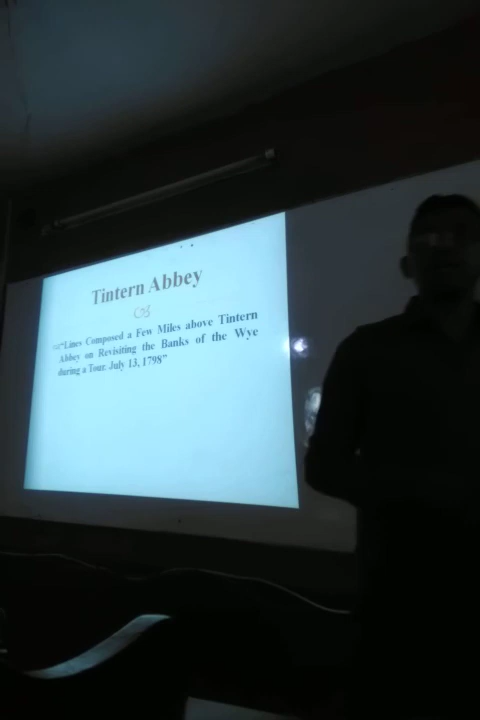 Tintern Abbey
"Lines Composed a Few Miles above Tintern
Abbey on Revisiting the Banks of the Wye
during a Tour. July 13, 1798"